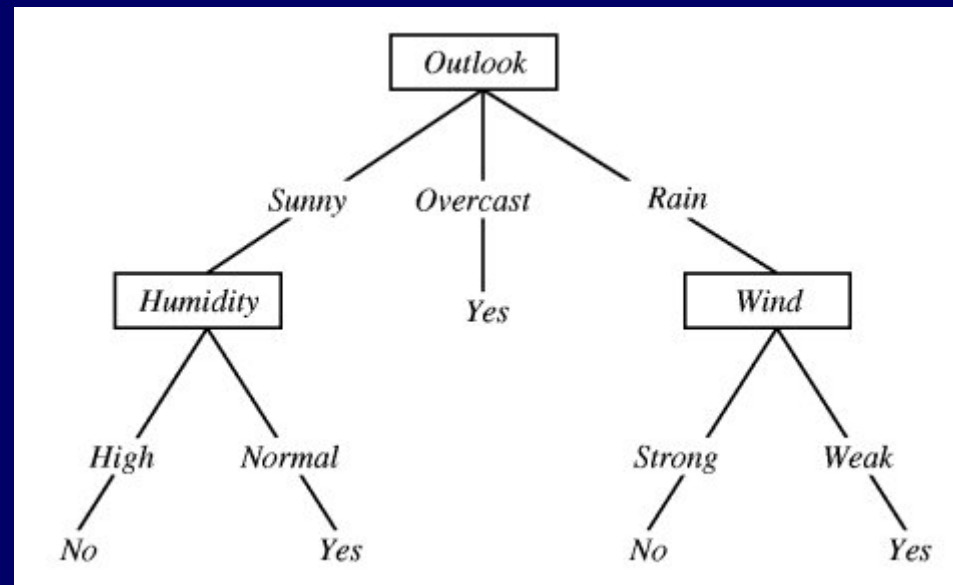 Outlook
Sunny Overcast Rain
Humidity Yes Wind
High Normal Strong Weak
No Yes No Yes